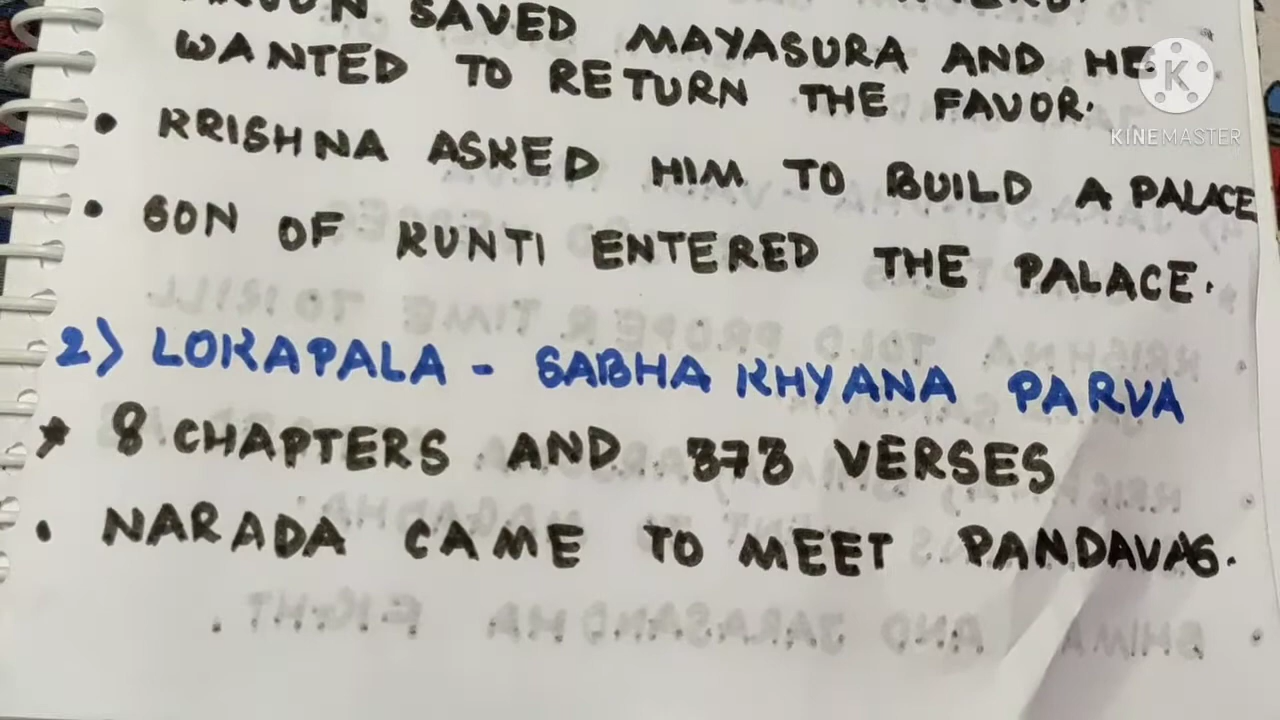 SAVED MAYASURA AND HE
WANTED TO RETURN THE FAVOR.
• KRISHNA ASKED HIM TO BUILD A PALACE
• SON OF KUNTI ENTERED THE PALACE.
2) LOKAPALA - SABHA KHYANA PARVA
* 8 CHAPTERS AND 373 VERSES
• NARADA CAME TO MEET PANDAVAS.
K
KINEMASTER